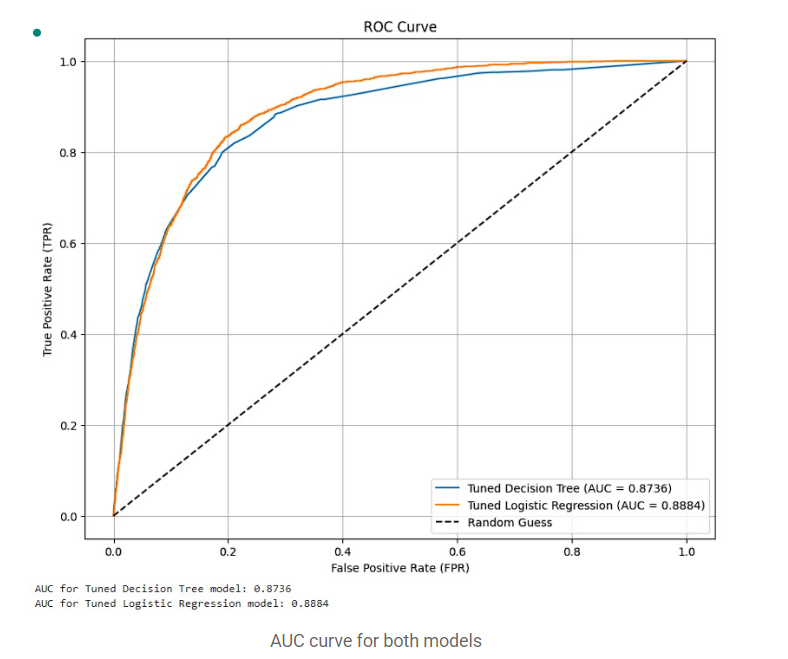 ROC Curve
1.0
0.8
0.6
0.4
0.2
0.0
True Positive Rate (TPR)
Tuned Decision Tree (AUC = 0.8736)
Tuned Logistic Regression (AUC = 0.8884)
Random Guess
0.0 0.2 0.4 0.6 0.8 1.0
False Positive Rate (FPR)
AUC for Tuned Decision Tree model: 0.8736
AUC for Tuned Logistic Regression model: 0.8884
AUC curve for both models